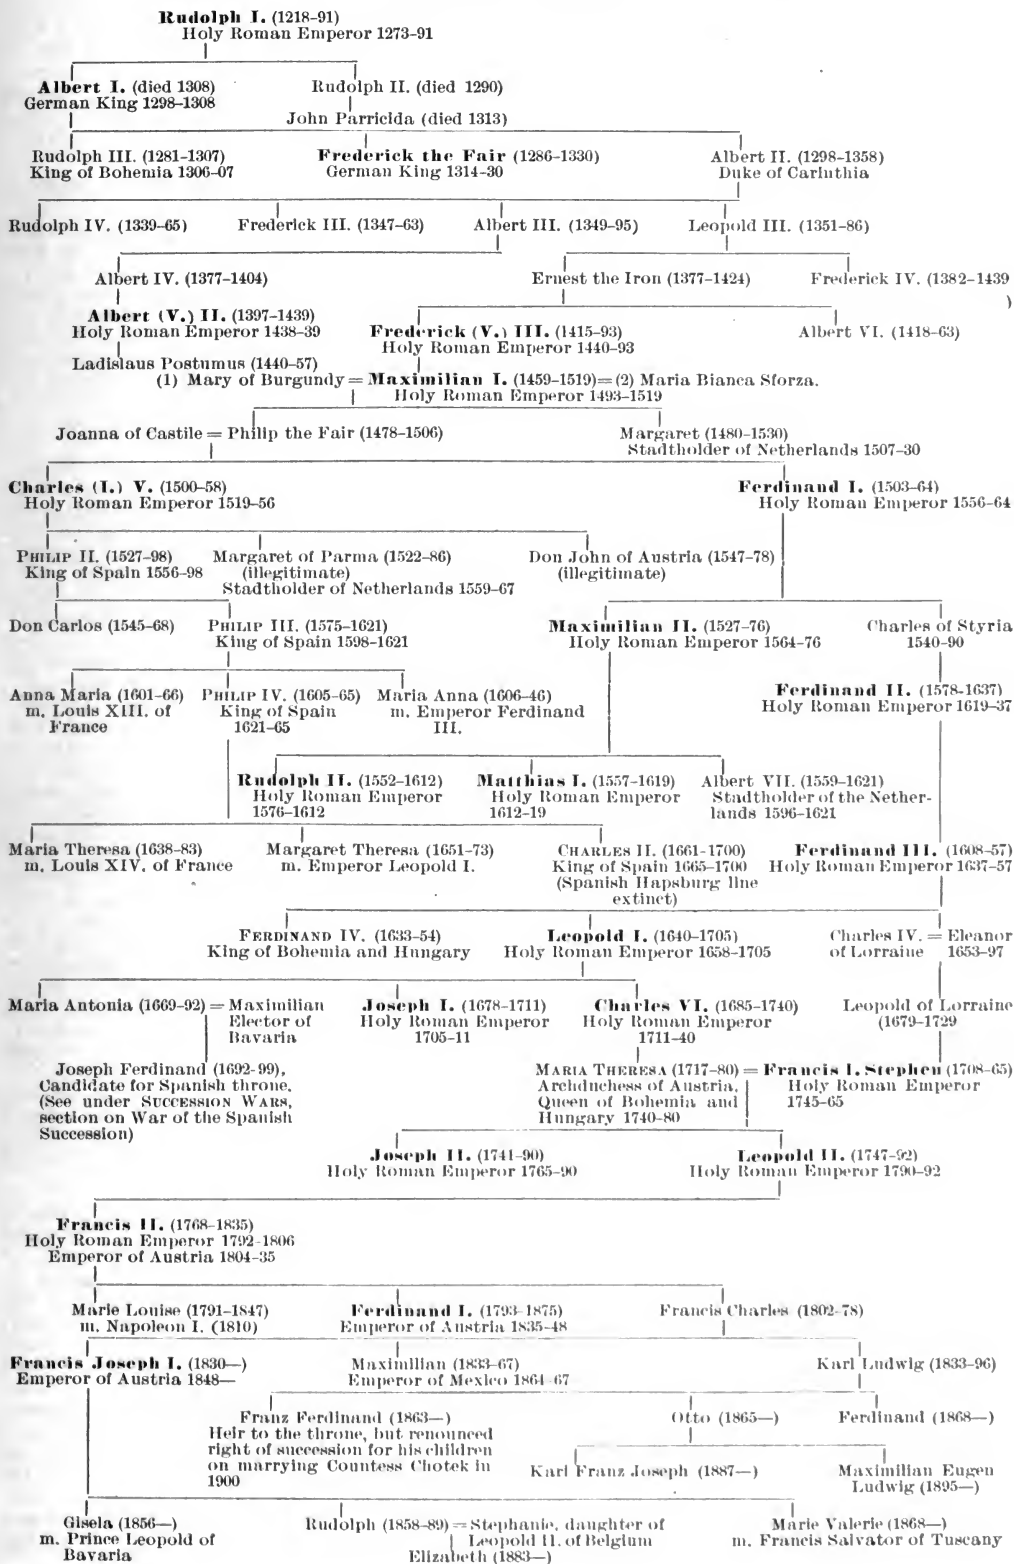 Rudolph I. (1218-91)
Holy Roman Emperor 1273-91
Albert I. (died 1308) Rudolph II. (died 1290)
German King 1298-1308
John Parricida (died 1313)
Rudolph III. (1281-1307) Frederick the Fair (1286-1330) Albert II. (1298-1358)
King of Bohemia 1306-07 German King 1314-30 Duke of Carinthia
Rudolph IV. (1339-65) Frederick III. (1347-63) Albert III. (1349-95) Leopold III. (1351-86)
Albert IV. (1377-1404) Ernest the Iron (1377-1424) Frederick IV. (1382-1439
)
Albert (V.) II. (1397-1439) Frederick (V.) III. (1415-93) Albert VI. (1418-63)
Holy Roman Emperor 1438-39 Holy Roman Emperor 1440-93
Ladislaus Postumus (1440-57)
(1) Mary of Burgundy = Maximilian I. (1459-1519) = (2) Maria Bianca Sforza.
Holy Roman Emperor 1493-1519
Joanna of Castile = Philip the Fair (1478-1506) Margaret (1480-1530)
Stadtholder of Netherlands 1507-30
Charles (I.) V. (1500-58) Ferdinand I. (1503-64)
Holy Roman Emperor 1519-56 Holy Roman Emperor 1556-64
PHILIP II. (1527-98) Margaret of Parma (1522-86) Don John of Austria (1547-78)
King of Spain 1556-98 (illegitimate) (illegitimate)
Stadtholder of Netherlands 1559-67
Don Carlos (1545-68) PHILIP III. (1575-1621) Maximilian II. (1527-76) Charles of Styria
King of Spain 1598-1621 Holy Roman Emperor 1564-76 1540-90
Anna Maria (1601-66) PHILIP IV. (1605-65) Maria Anna (1606-46) Ferdinand II. (1578-1637)
m. Louis XIII. of King of Spain m. Emperor Ferdinand Holy Roman Emperor 1619-37
France 1621-65 III.
Rudolph II. (1552-1612) Matthias I. (1557-1619) Albert VII. (1559-1621)
Holy Roman Emperor Holy Roman Emperor Stadtholder of the Nether-
1576-1612 1612-19 lands 1596-1621
Maria Theresa (1638-83) Margaret Theresa (1651-73) CHARLES II. (1661-1700) Ferdinand III. (1608-57)
m. Louis XIV. of France m. Emperor Leopold I. King of Spain 1665-1700 Holy Roman Emperor 1637-57
(Spanish Hapsburg line
extinct)
FERDINAND IV. (1633-54) Leopold I. (1640-1705) Charles IV. = Eleanor
King of Bohemia and Hungary Holy Roman Emperor 1658-1705 of Lorraine 1653-97
Maria Antonia (1669-92) = Maximilian Joseph I. (1678-1711) Charles VI. (1685-1740) Leopold of Lorraine
Elector of Holy Roman Emperor Holy Roman Emperor (1679-1729
Bavaria 1705-11 1711-40
Joseph Ferdinand (1692-99), MARIA THERESA (1717-80) = Francis I. Stephen (1708-65)
Candidate for Spanish throne. Archduchess of Austria, Holy Roman Emperor
(See under SUCCESSION WARS, Queen of Bohemia and 1745-65
section on War of the Spanish Hungary 1740-80
Succession)
Joseph II. (1741-90) Leopold II. (1747-92)
Holy Roman Emperor 1765-90 Holy Roman Emperor 1790-92
Francis II. (1768-1835)
Holy Roman Emperor 1792-1806
Emperor of Austria 1804-35
Marie Louise (1791-1847) Ferdinand I. (1793-1875) Francis Charles (1802-78)
m. Napoleon I. (1810) Emperor of Austria 1835-48
Francis Joseph I. (1830—) Maximilian (1833-67) Karl Ludwig (1833-96)
Emperor of Austria 1848— Emperor of Mexico 1864-67
Franz Ferdinand (1863—) Otto (1865—) Ferdinand (1868—)
Heir to the throne, but renounced
right of succession for his children
on marrying Countess Chotek in Karl Franz Joseph (1887—) Maximilian Eugen
1900 Ludwig (1895—)
Gisela (1856—) Rudolph (1858-89) = Stephanie, daughter of Marie Valerie (1868—)
m. Prince Leopold of Leopold II. of Belgium m. Francis Salvator of Tuscany
Bavaria Elizabeth (1883—)